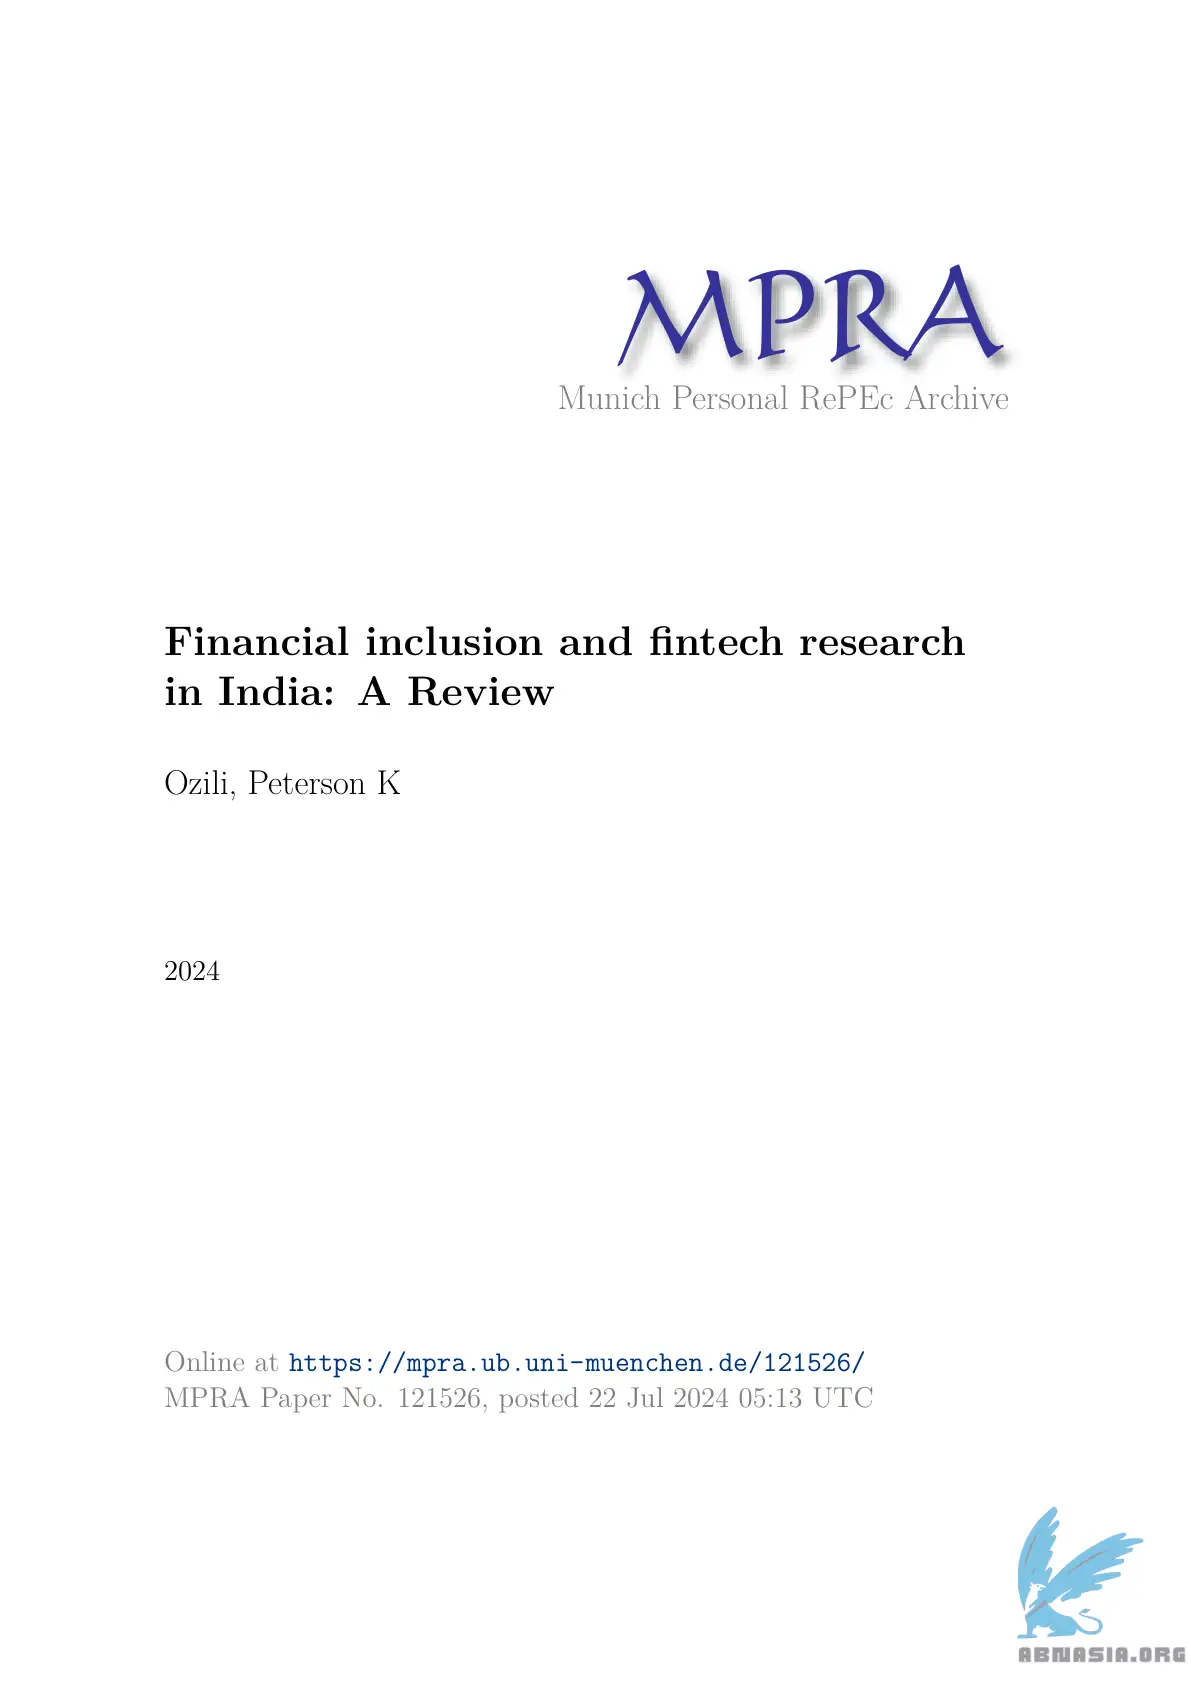 MPRA
Munich Personal RePEc Archive
Financial inclusion and fintech research
in India: A Review
Ozili, Peterson K
2024
Online at https://mpra.ub.uni-muenchen.de/121526/
MPRA Paper No. 121526, posted 22 Jul 2024 05:13 UTC
ABNASIA.ORG